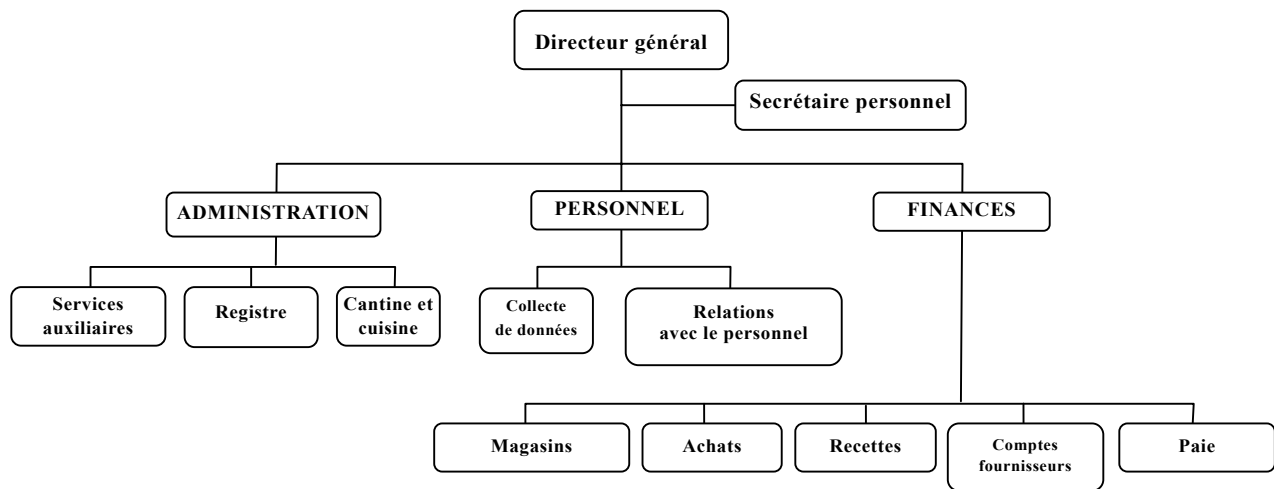 Directeur général
Secrétaire personnel
ADMINISTRATION
PERSONNEL
FINANCES
Services
auxiliaires
Registre
Cantine et
cuisine
Collecte
de données
Relations
avec le personnel
Magasins
Achats
Recettes
Comptes
fournisseurs
Paie